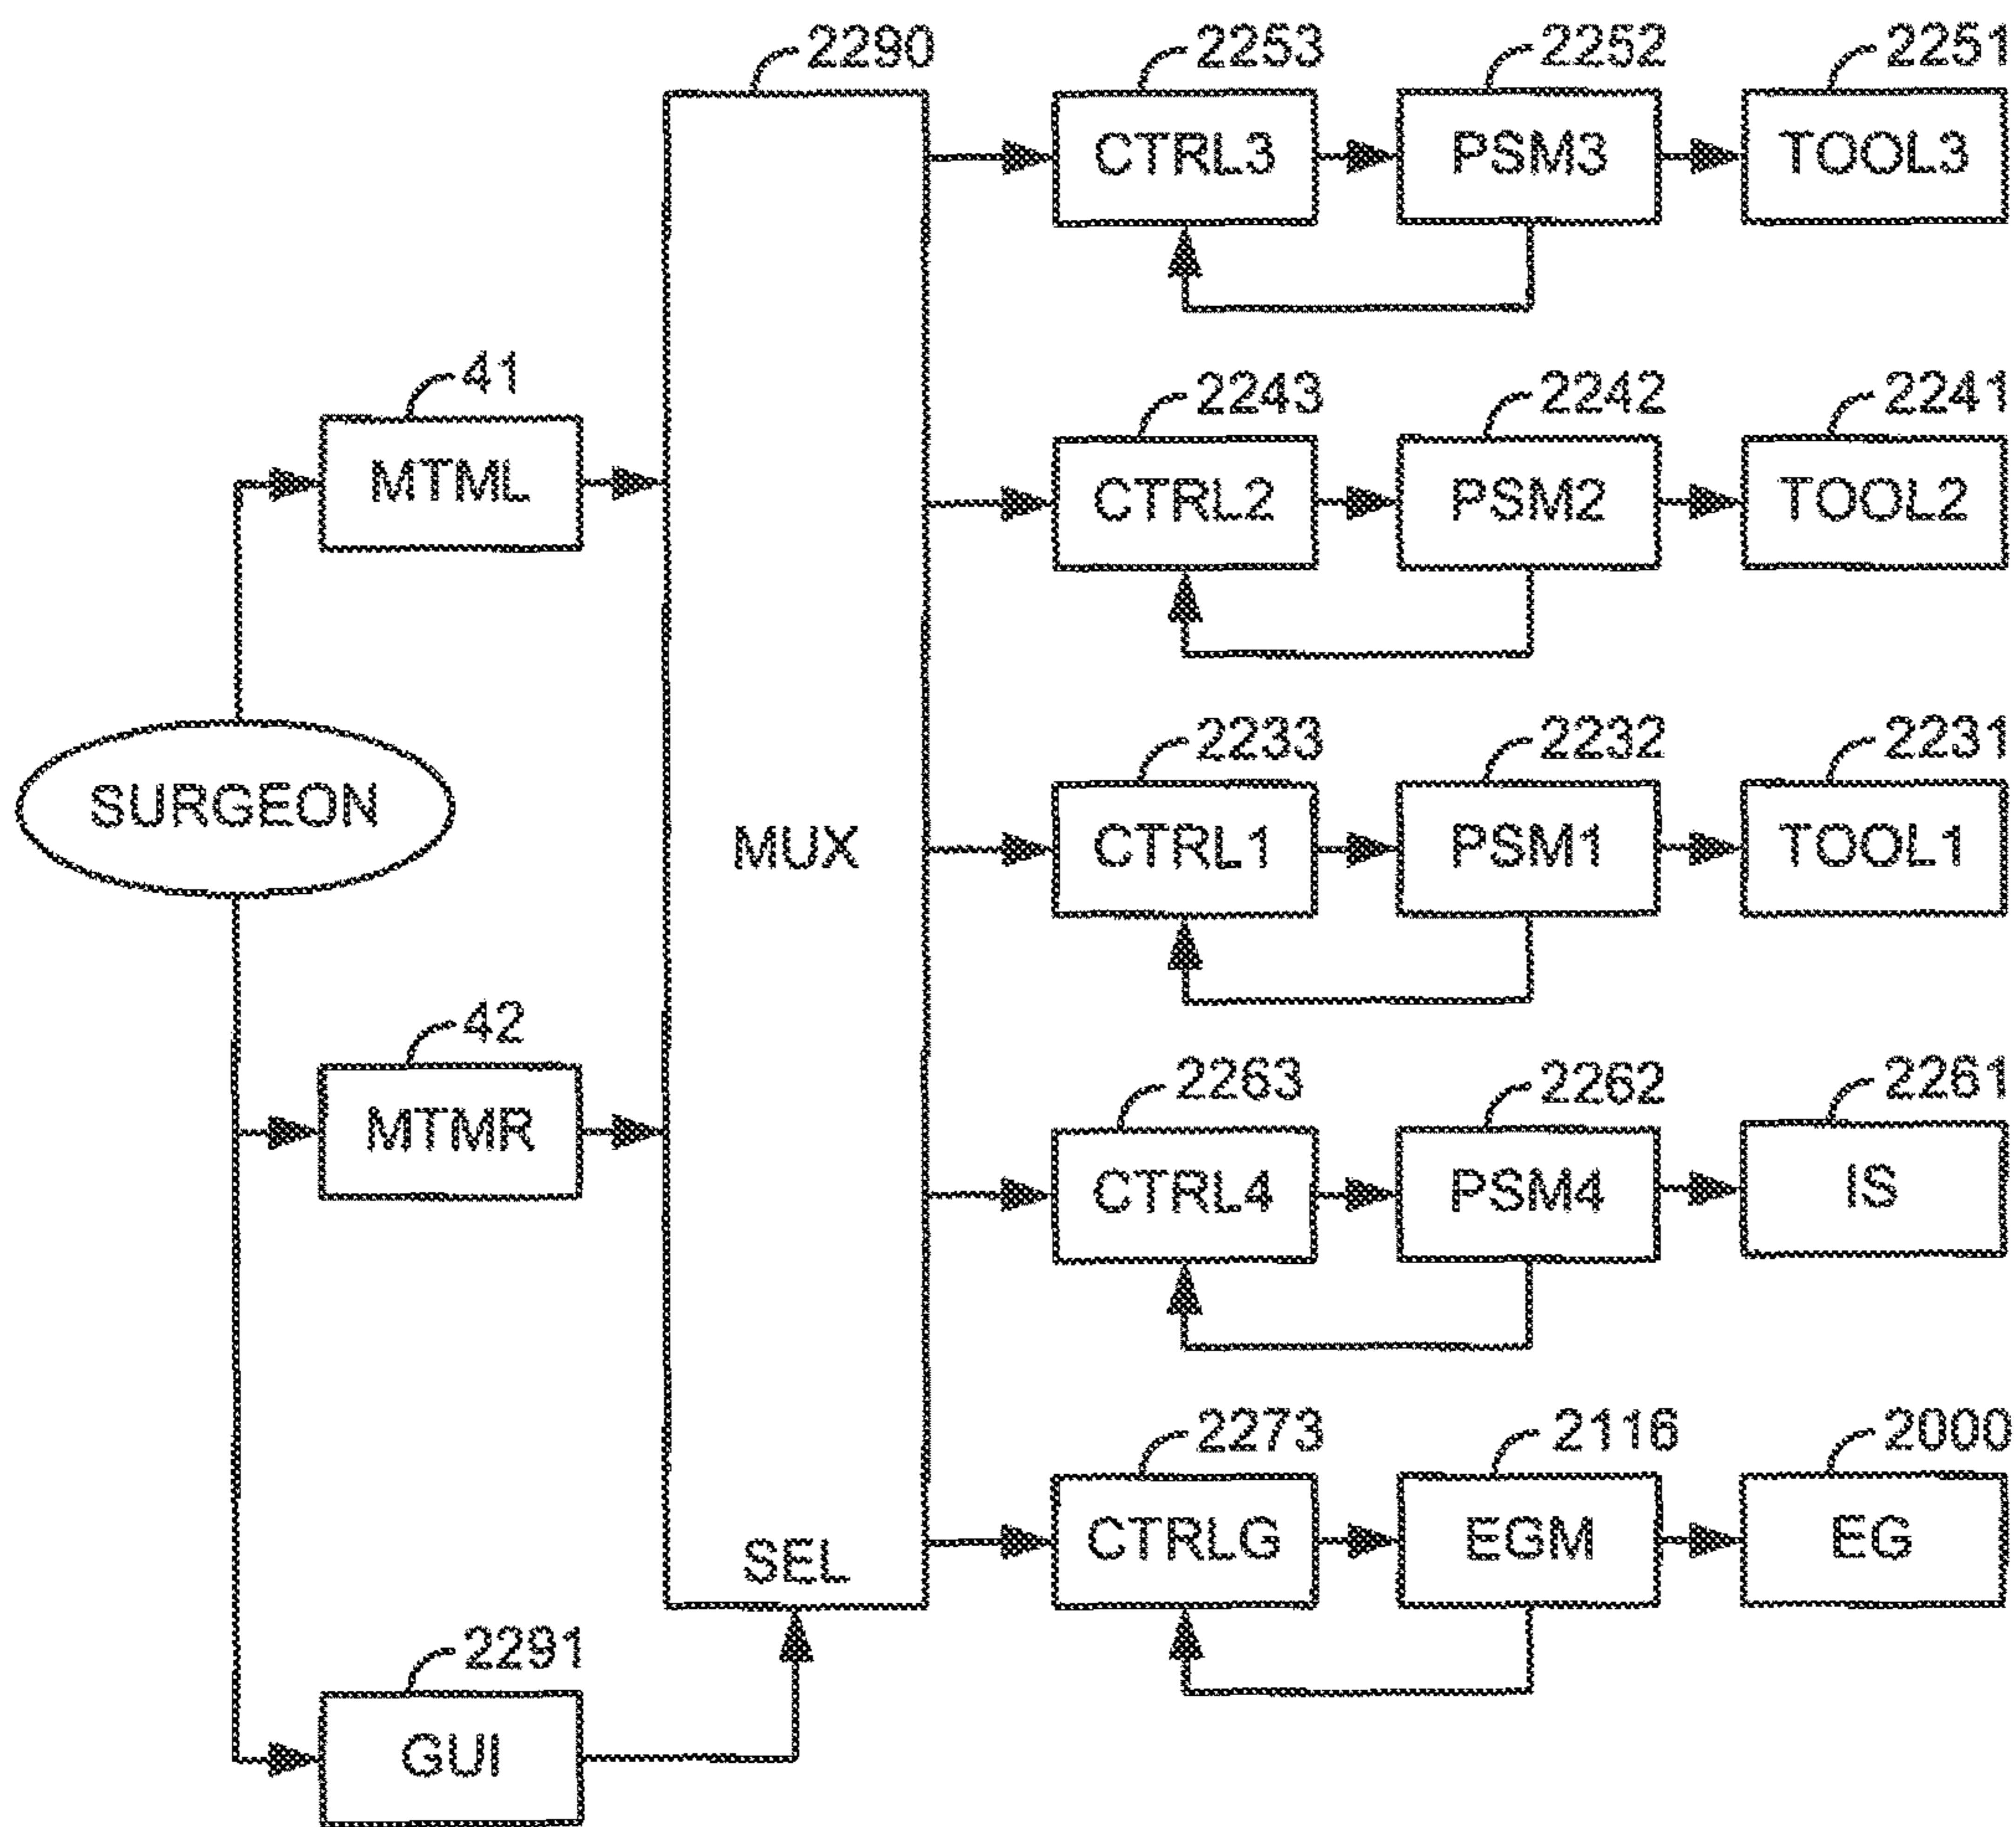 2290 2253 2252 2251
CTRL3 PSM3 TOOL3
41 2243 2242 2241
MTML CTRL2 PSM2 TOOL2
2233 2232 2231
SURGEON MUX CTRL1 PSM1 TOOL1
42 2263 2262 2261
MTMR CTRL4 PSM4 IS
2273 2116 2000
SEL CTRLG EGM EG
2291
GUI